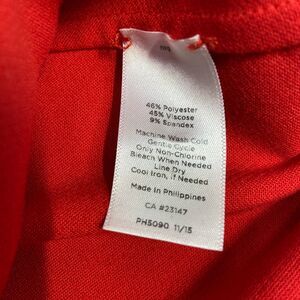 46% Polyester
45% Viscose
9% Spandex
Machine Wash Cold
Gentle Cycle
Only Non-Chlorine
Bleach When Needed
Line Dry
Cool Iron, if Needed
Made in Philippines
CA #23147
PH5090 11/15